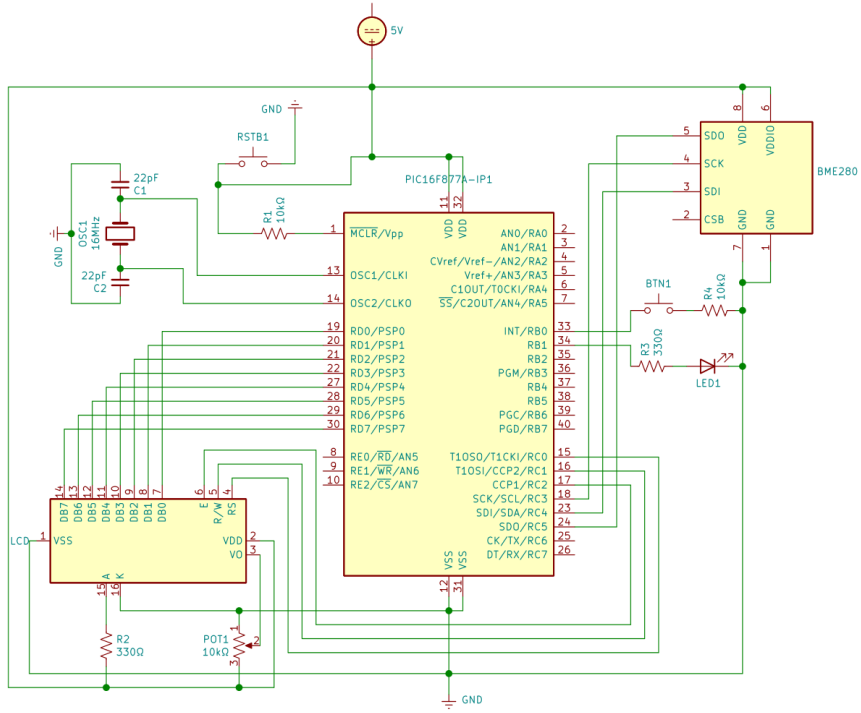 5V
GND
RSTB1
PIC16F877A-IP1
R1
10kΩ
22pF
C1
OSC1
16MHz
22pF
C2
GND
11
32
VDD
VDD
1
MCLR/Vpp
13
OSC1/CLKI
14
OSC2/CLKO
19
RD0/PSP0
20
RD1/PSP1
21
RD2/PSP2
22
RD3/PSP3
27
RD4/PSP4
28
RD5/PSP5
29
RD6/PSP6
30
RD7/PSP7
8
RE0/RD/AN5
9
RE1/WR/AN6
10
RE2/CS/AN7
AN0/RA0
2
AN1/RA1
3
CVref/Vref-/AN2/RA2
4
Vref+/AN3/RA3
5
C1OUT/T0CKI/RA4
6
SS/C2OUT/AN4/RA5
7
INT/RB0
33
RB1
34
RB2
35
PGM/RB3
36
RB4
37
RB5
38
PGC/RB6
39
PGD/RB7
40
T1OSO/T1CKI/RC0
15
T1OSI/CCP2/RC1
16
CCP1/RC2
17
SCK/SCL/RC3
18
SDI/SDA/RC4
23
SDO/RC5
24
CK/TX/RC6
25
DT/RX/RC7
26
VSS
VSS
12
31
8
6
VDD
VDDIO
5
SDO
4
SCK
3
SDI
2
CSB
GND
GND
7
1
BME280
BTN1
R4
10kΩ
R3
330Ω
LED1
14
13
12
11
10
9
8
7
6
5
4
DB7
DB6
DB5
DB4
DB3
DB2
DB1
DB0
E
R/W
RS
LCD
1
VSS
VDD
2
VO
3
A
K
15
16
R2
330Ω
POT1
10kΩ
1
2
3
GND